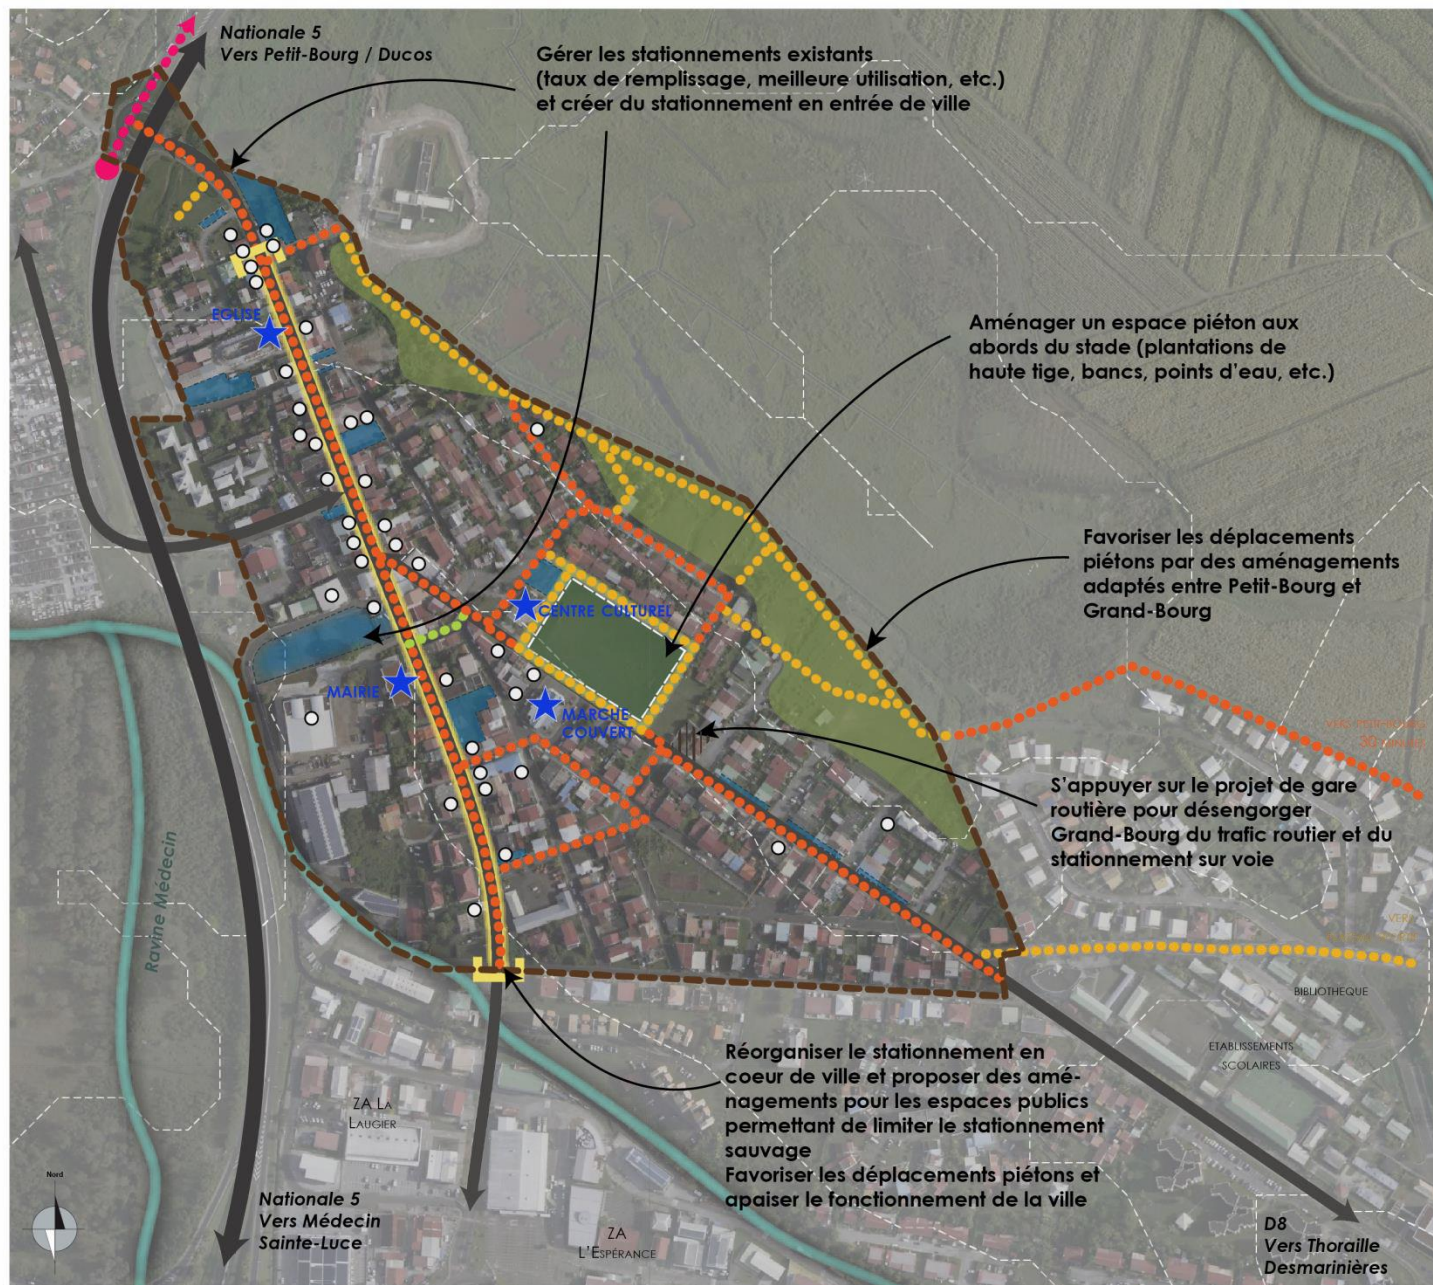 Nationale 5
Vers Petit-Bourg / Ducos
Gérer les stationnements existants
(taux de remplissage, meilleure utilisation, etc.)
et créer du stationnement en entrée de ville
EGLISE
Aménager un espace piéton aux
abords du stade (plantations de
haute tige, bancs, points d'eau, etc.)
Favoriser les déplacements
piétons par des aménagements
adaptés entre Petit-Bourg et
Grand-Bourg
CENTRE CULTUREL
MAIRIE
MARCHE
COUVERT
S'appuyer sur le projet de gare
routière pour désengorger
Grand-Bourg du trafic routier et du
stationnement sur voie
Ravine Médecin
VERS
BIBLIOTHEQUE
ETABLISSEMENTS
SCOLAIRES
Réorganiser le stationnement en
coeur de ville et proposer des amé-
nagements pour les espaces publics
permettant de limiter le stationnement
sauvage
Favoriser les déplacements piétons et
apaiser le fonctionnement de la ville
ZA LA
LAUGIER
ZA
L'ESPÉRANCE
Nord
Nationale 5
Vers Médecin
Sainte-Luce
D8
Vers Thoraille
Desmarinières